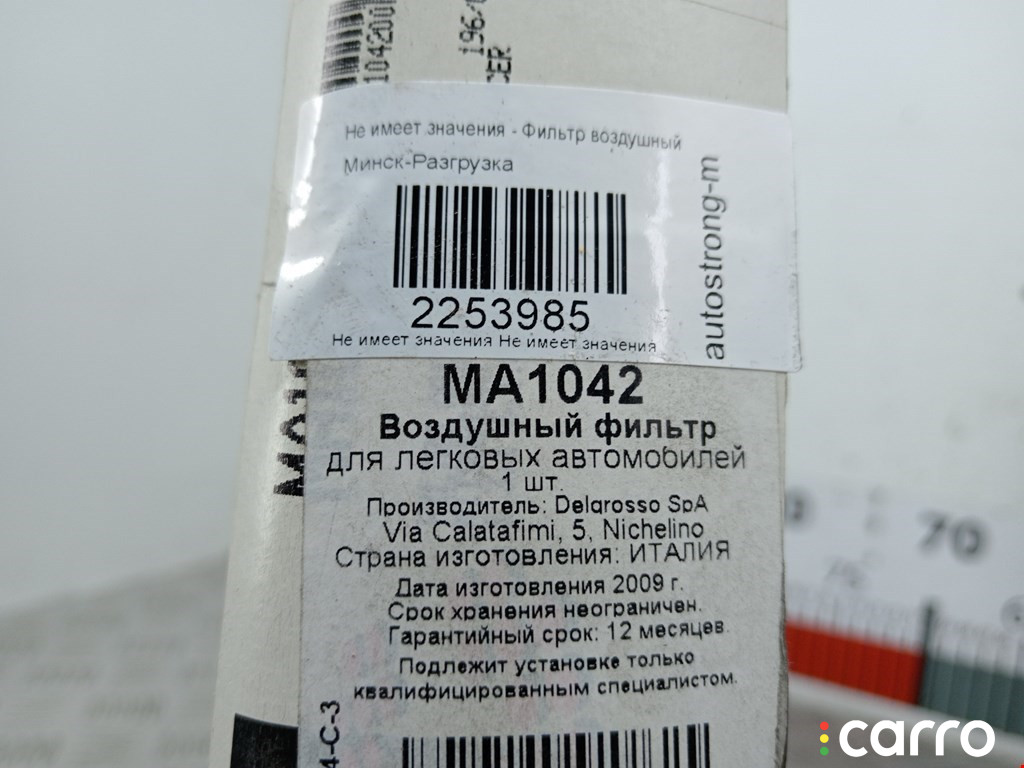 Не имеет значения - Фильтр воздушный
Минск-Разгрузка
autostrong-m
2253985
Не имеет значения Не имеет значения
MA1042
Воздушный фильтр
для легковых автомобилей
1 шт.
Производитель: Delgrosso SpA
Via Calatafimi, 5, Nichelino
Страна изготовления: ИТАЛИЯ
Дата изготовления 2009 г.
Срок хранения неограничен.
Гарантийный срок: 12 месяцев.
Подлежит установке только
квалифицированным специалистом.
4-C-3
70
carro